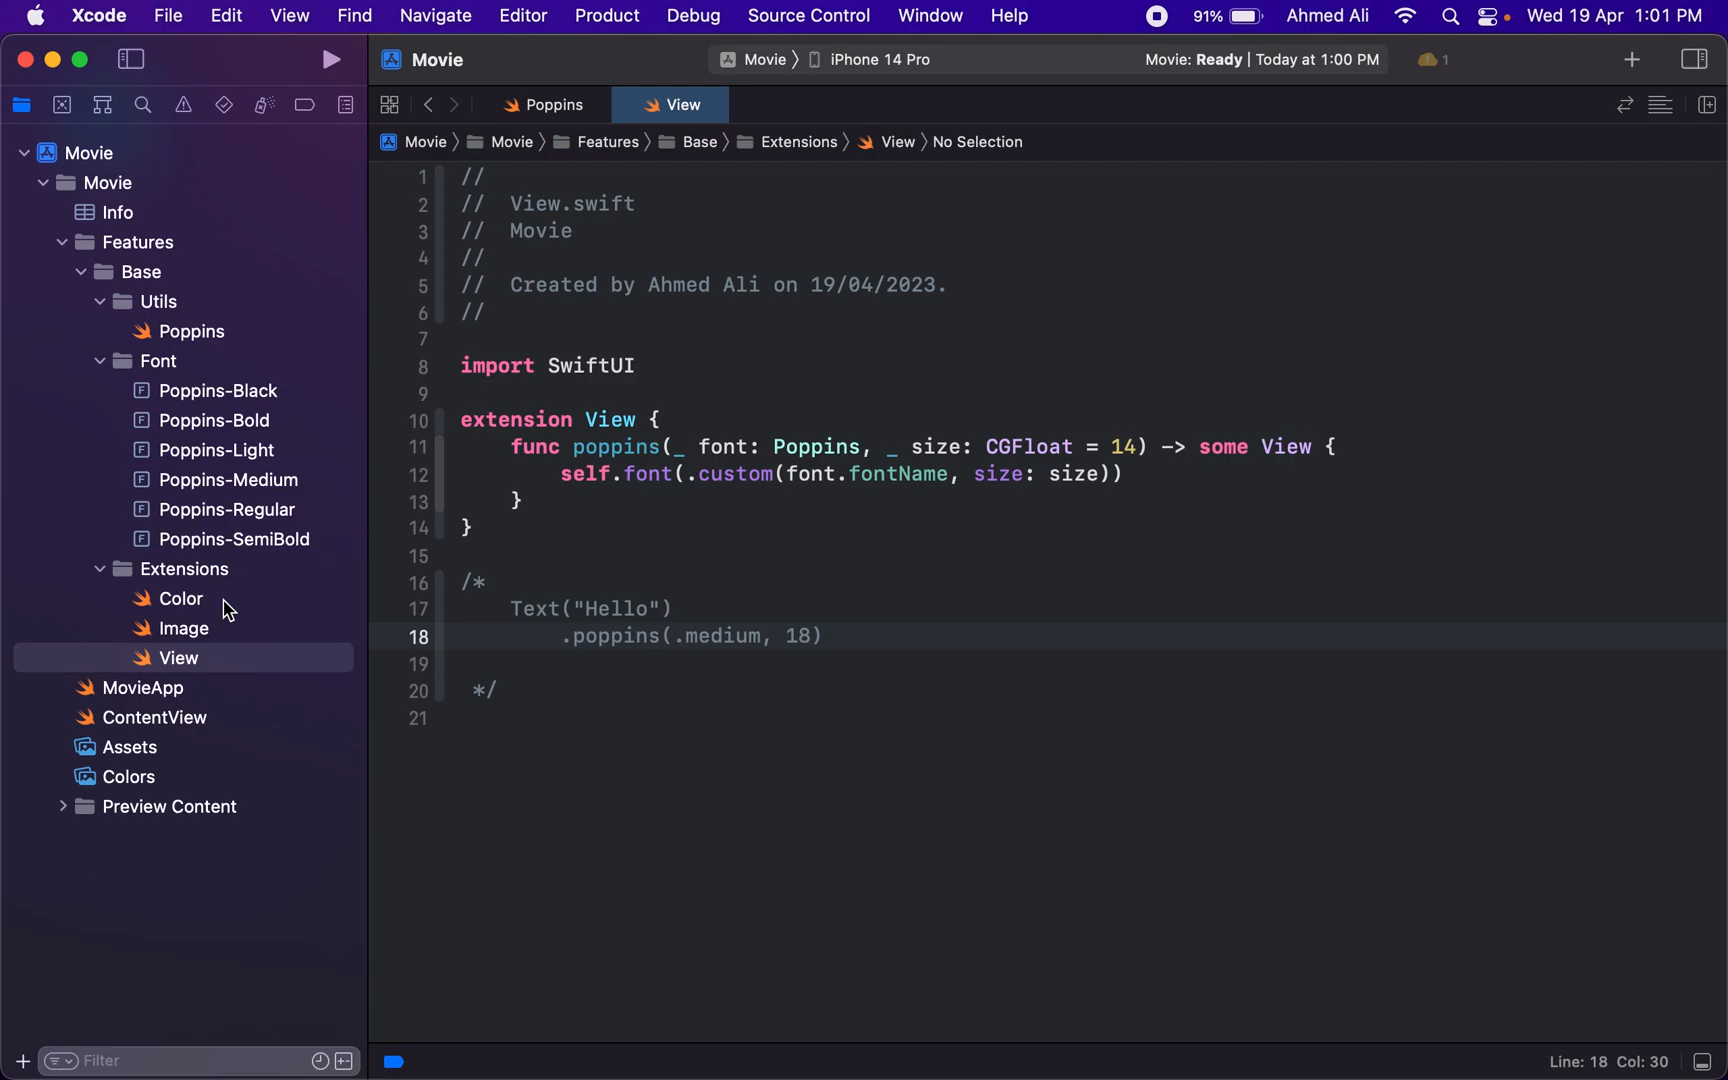 Xcode File Edit View Find Navigate Editor Product Debug Source Control Window Help 91% Ahmed Ali Wed 19 Apr 1:01 PM
Movie Movie 〉 iPhone 14 Pro Movie: Ready | Today at 1:00 PM 1
Poppins View
Movie 〉 Movie 〉 Features 〉 Base 〉 Extensions 〉 View 〉 No Selection
Movie
Movie
Info
Features
Base
Utils
Poppins
Font
Poppins-Black
Poppins-Bold
Poppins-Light
Poppins-Medium
Poppins-Regular
Poppins-SemiBold
Extensions
Color
Image
View
MovieApp
ContentView
Assets
Colors
Preview Content
Filter
1 //
2 // View.swift
3 // Movie
4 //
5 // Created by Ahmed Ali on 19/04/2023.
6 //
7
8 import SwiftUI
9
10 extension View {
11 func poppins(_ font: Poppins, _ size: CGFloat = 14) -> some View {
12 self.font(.custom(font.fontName, size: size))
13 }
14 }
15
16 /*
17 Text("Hello")
18 .poppins(.medium, 18)
19
20 */
21
Line: 18 Col: 30